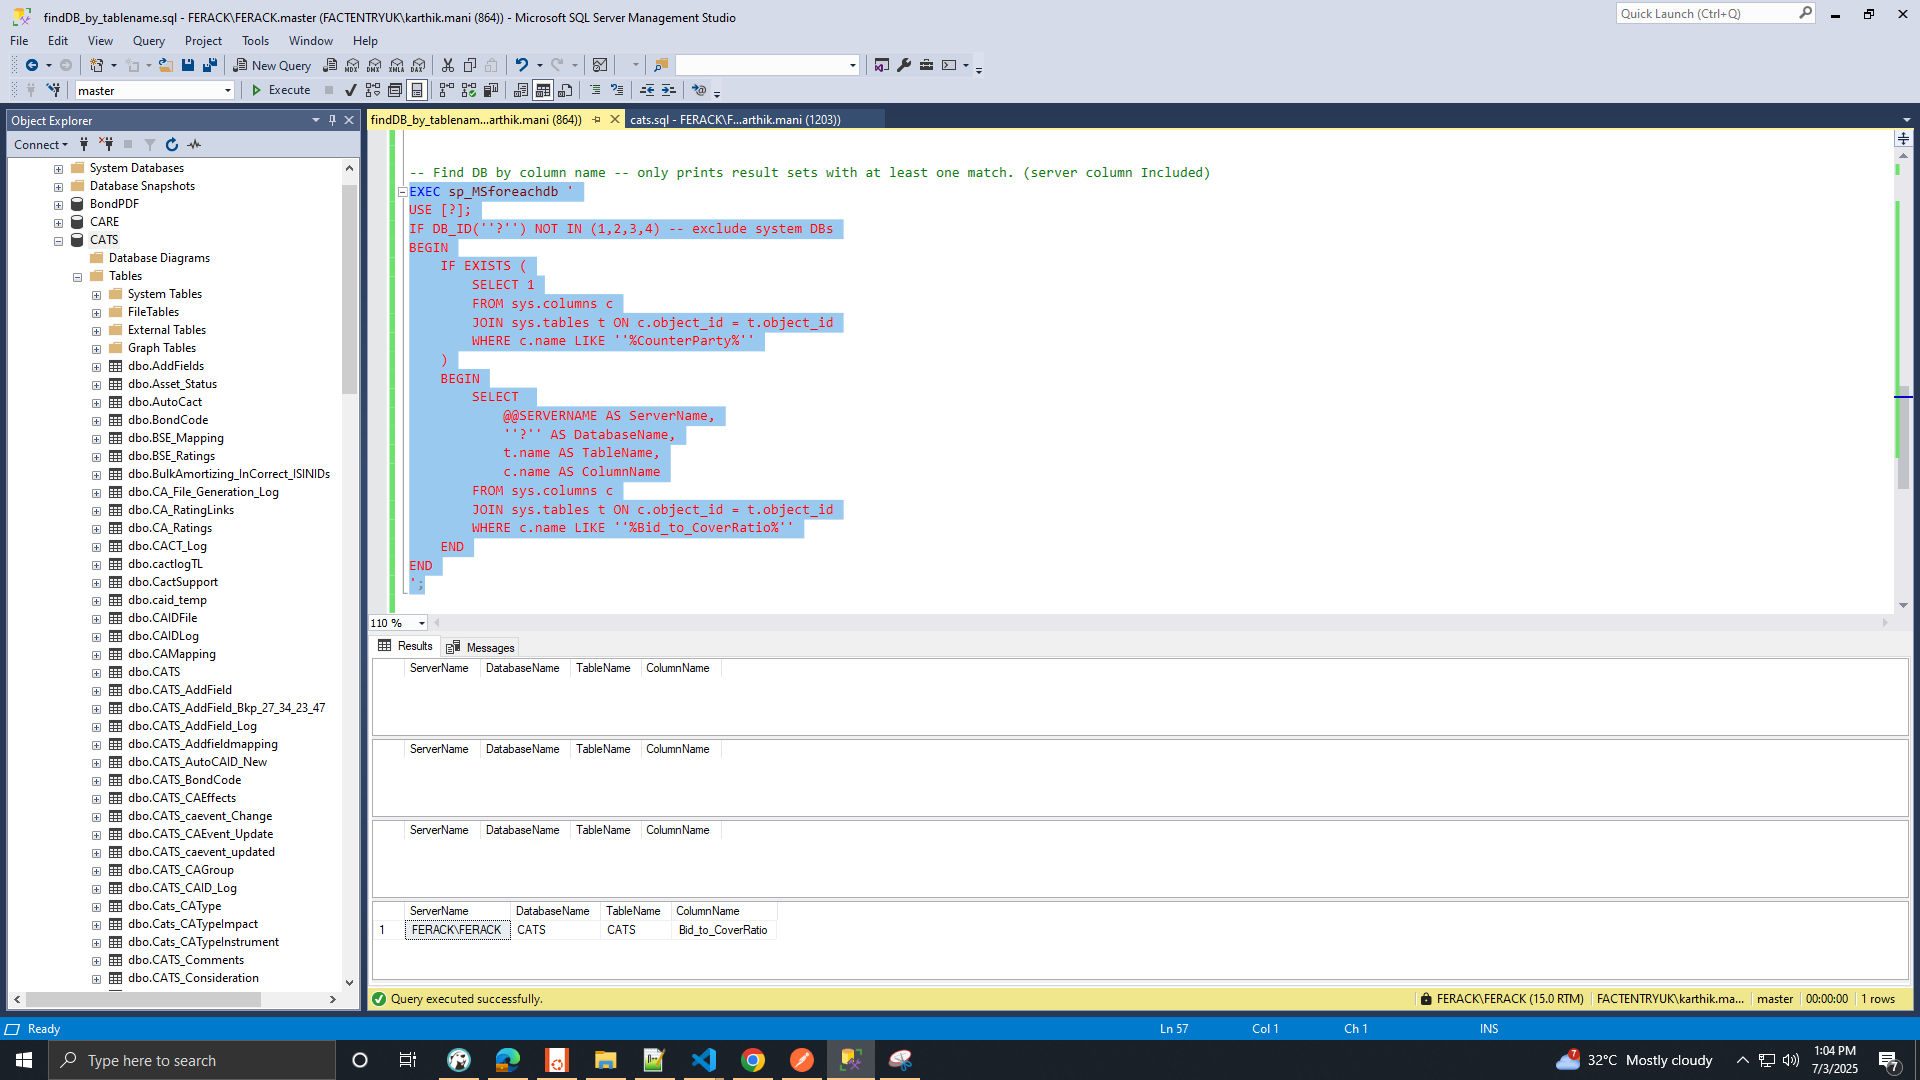 findDB_by_tablename.sql - FERACK\FERACK.master (FACTENTRYUK\karthik.mani (864)) - Microsoft SQL Server Management Studio
Quick Launch (Ctrl+Q)
File Edit View Query Project Tools Window Help
New Query
MDX DMX XMLA DAX
master
Execute
Object Explorer
findDB_by_tablenam...arthik.mani (864))
cats.sql - FERACK\F...arthik.mani (1203))
Connect
System Databases
Database Snapshots
BondPDF
CARE
CATS
Database Diagrams
Tables
System Tables
FileTables
External Tables
Graph Tables
dbo.AddFields
dbo.Asset_Status
dbo.AutoCact
dbo.BondCode
dbo.BSE_Mapping
dbo.BSE_Ratings
dbo.BulkAmortizing_InCorrect_ISINIDs
dbo.CA_File_Generation_Log
dbo.CA_RatingLinks
dbo.CA_Ratings
dbo.CACT_Log
dbo.cactlogTL
dbo.CactSupport
dbo.caid_temp
dbo.CAIDFile
dbo.CAIDLog
dbo.CAMapping
dbo.CATS
dbo.CATS_AddField
dbo.CATS_AddField_Bkp_27_34_23_47
dbo.CATS_AddField_Log
dbo.CATS_Addfieldmapping
dbo.CATS_AutoCAID_New
dbo.CATS_BondCode
dbo.CATS_CAEffects
dbo.CATS_caevent_Change
dbo.CATS_CAEvent_Update
dbo.CATS_caevent_updated
dbo.CATS_CAGroup
dbo.CATS_CAID_Log
dbo.Cats_CAType
dbo.Cats_CATypeImpact
dbo.Cats_CATypeInstrument
dbo.CATS_Comments
dbo.CATS_Consideration
-- Find DB by column name -- only prints result sets with at least one match. (server column Included)
EXEC sp_MSforeachdb '
USE [?];
IF DB_ID(''?'') NOT IN (1,2,3,4) -- exclude system DBs
BEGIN
IF EXISTS (
SELECT 1
FROM sys.columns c
JOIN sys.tables t ON c.object_id = t.object_id
WHERE c.name LIKE ''%CounterParty%''
)
BEGIN
SELECT
@@SERVERNAME AS ServerName,
''?'' AS DatabaseName,
t.name AS TableName,
c.name AS ColumnName
FROM sys.columns c
JOIN sys.tables t ON c.object_id = t.object_id
WHERE c.name LIKE ''%Bid_to_CoverRatio%''
END
END
';
110 %
Results Messages
ServerName DatabaseName TableName ColumnName
ServerName DatabaseName TableName ColumnName
ServerName DatabaseName TableName ColumnName
ServerName DatabaseName TableName ColumnName
1 FERACK\FERACK CATS CATS Bid_to_CoverRatio
Query executed successfully.
FERACK\FERACK (15.0 RTM) FACTENTRYUK\karthik.ma... master 00:00:00 1 rows
Ready
Ln 57 Col 1 Ch 1 INS
Type here to search
7
32°C Mostly cloudy
1:04 PM
7/3/2025
7